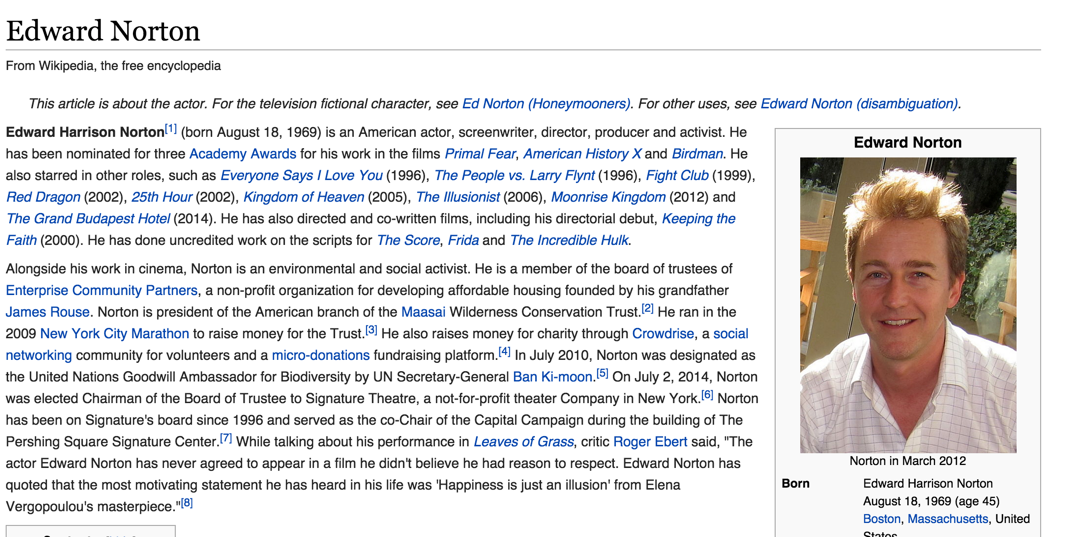 Edward Norton
From Wikipedia, the free encyclopedia
This article is about the actor. For the television fictional character, see Ed Norton (Honeymooners). For other uses, see Edward Norton (disambiguation).
Edward Harrison Norton[1] (born August 18, 1969) is an American actor, screenwriter, director, producer and activist. He
has been nominated for three Academy Awards for his work in the films Primal Fear, American History X and Birdman. He
also starred in other roles, such as Everyone Says I Love You (1996), The People vs. Larry Flynt (1996), Fight Club (1999),
Red Dragon (2002), 25th Hour (2002), Kingdom of Heaven (2005), The Illusionist (2006), Moonrise Kingdom (2012) and
The Grand Budapest Hotel (2014). He has also directed and co-written films, including his directorial debut, Keeping the
Faith (2000). He has done uncredited work on the scripts for The Score, Frida and The Incredible Hulk.
Alongside his work in cinema, Norton is an environmental and social activist. He is a member of the board of trustees of
Enterprise Community Partners, a non-profit organization for developing affordable housing founded by his grandfather
James Rouse. Norton is president of the American branch of the Maasai Wilderness Conservation Trust.[2] He ran in the
2009 New York City Marathon to raise money for the Trust.[3] He also raises money for charity through Crowdrise, a social
networking community for volunteers and a micro-donations fundraising platform.[4] In July 2010, Norton was designated as
the United Nations Goodwill Ambassador for Biodiversity by UN Secretary-General Ban Ki-moon.[5] On July 2, 2014, Norton
was elected Chairman of the Board of Trustee to Signature Theatre, a not-for-profit theater Company in New York.[6] Norton
has been on Signature's board since 1996 and served as the co-Chair of the Capital Campaign during the building of The
Pershing Square Signature Center.[7] While talking about his performance in Leaves of Grass, critic Roger Ebert said, "The
actor Edward Norton has never agreed to appear in a film he didn't believe he had reason to respect. Edward Norton has
quoted that the most motivating statement he has heard in his life was 'Happiness is just an illusion' from Elena
Vergopoulou's masterpiece."[8]
Edward Norton
Norton in March 2012
Born Edward Harrison Norton
August 18, 1969 (age 45)
Boston, Massachusetts, United
States